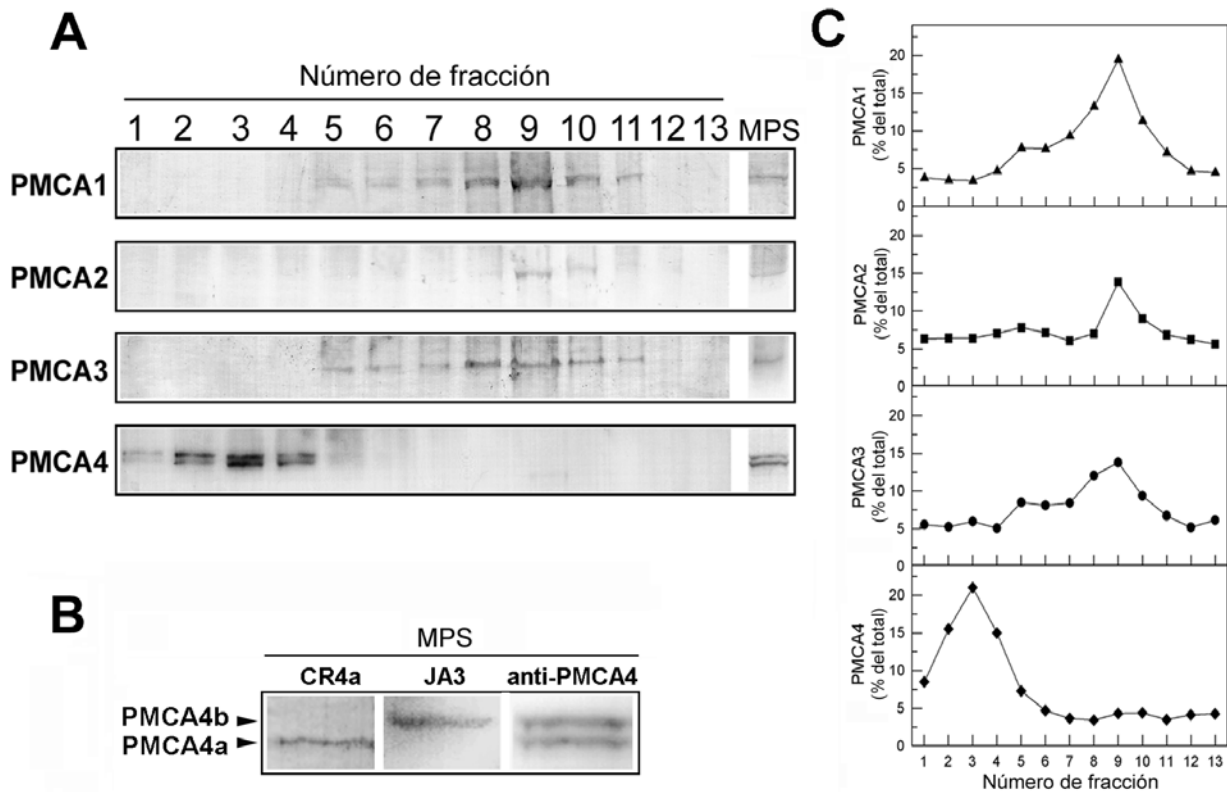 A
Número de fracción
1 2 3 4 5 6 7 8 9 10 11 12 13 MPS
PMCA1
PMCA2
PMCA3
PMCA4
B
MPS
CR4a JA3 anti-PMCA4
PMCA4b
PMCA4a
C
PMCA1
(% del total)
20
15
10
5
0
PMCA2
(% del total)
20
15
10
5
0
PMCA3
(% del total)
20
15
10
5
0
PMCA4
(% del total)
20
15
10
5
0
1 2 3 4 5 6 7 8 9 10 11 12 13
Número de fracción